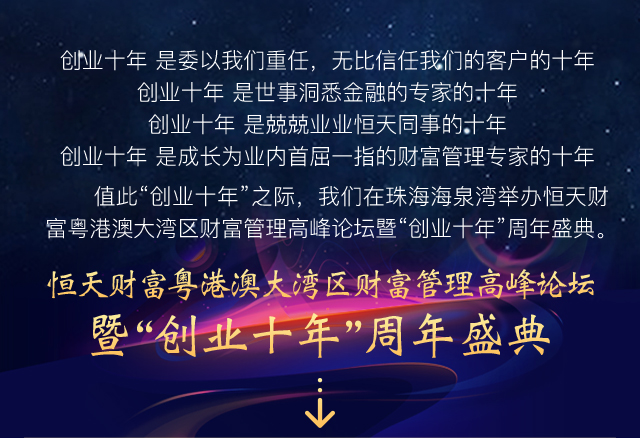 创业十年 是委以我们重任，无比信任我们的客户的十年
创业十年 是世事洞悉金融的专家的十年
创业十年 是兢兢业业恒天同事的十年
创业十年 是成长为业内首屈一指的财富管理专家的十年
值此“创业十年”之际，我们在珠海海泉湾举办恒天财
富粤港澳大湾区财富管理高峰论坛暨“创业十年”周年盛典。
恒天财富粤港澳大湾区财富管理高峰论坛
暨“创业十年”周年盛典